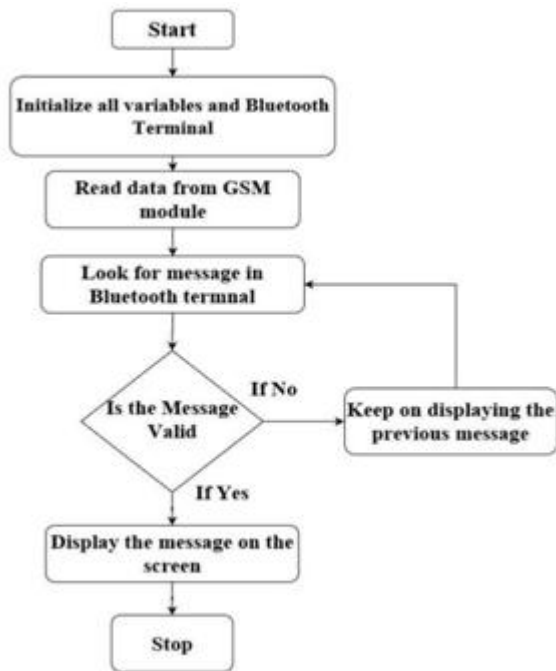 Start
Initialize all variables and Bluetooth
Terminal
Read data from GSM
module
Look for message in
Bluetooth termnal
Is the Message
Valid
If No
Keep on displaying the
previous message
If Yes
Display the message on the
screen
Stop